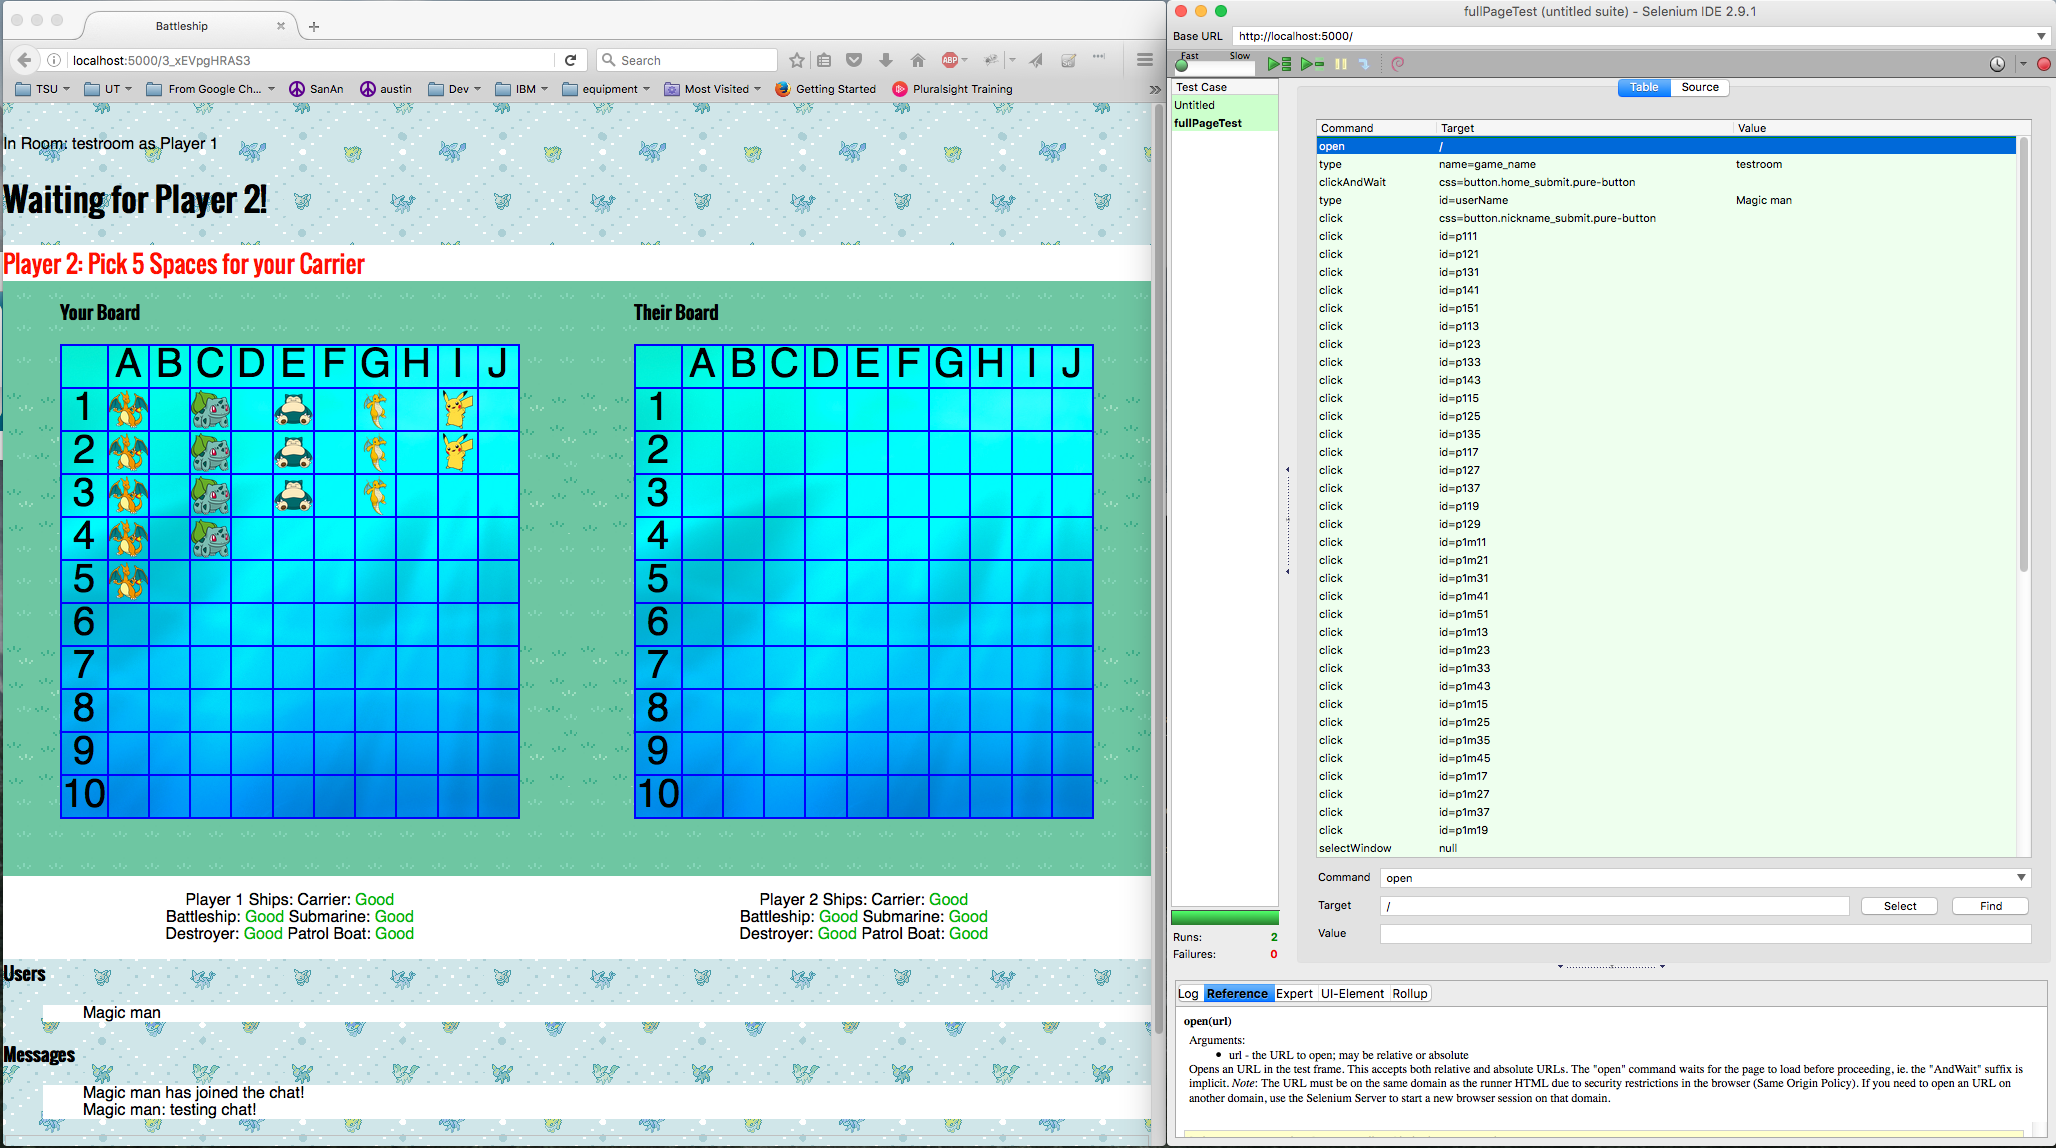 Battleship
localhost:5000/3_xEVpgHRAS3
Search
ABP
TSU
UT
From Google Ch...
SanAn
austin
Dev
IBM
equipment
Most Visited
Getting Started
Pluralsight Training
In Room: testroom as Player 1
Waiting for Player 2!
Player 2: Pick 5 Spaces for your Carrier
Your Board
A B C D E F G H I J
1
2
3
4
5
6
7
8
9
10
Their Board
A B C D E F G H I J
1
2
3
4
5
6
7
8
9
10
Player 1 Ships: Carrier: Good
Battleship: Good Submarine: Good
Destroyer: Good Patrol Boat: Good
Player 2 Ships: Carrier: Good
Battleship: Good Submarine: Good
Destroyer: Good Patrol Boat: Good
Users
Magic man
Messages
Magic man has joined the chat!
Magic man: testing chat!
fullPageTest (untitled suite) - Selenium IDE 2.9.1
Base URL http://localhost:5000/
Fast Slow
Test Case
Untitled
fullPageTest
Table Source
Command Target Value
open /
type name=game_name testroom
clickAndWait css=button.home_submit.pure-button
type id=userName Magic man
click css=button.nickname_submit.pure-button
click id=p111
click id=p121
click id=p131
click id=p141
click id=p151
click id=p113
click id=p123
click id=p133
click id=p143
click id=p115
click id=p125
click id=p135
click id=p117
click id=p127
click id=p137
click id=p119
click id=p129
click id=p1m11
click id=p1m21
click id=p1m31
click id=p1m41
click id=p1m51
click id=p1m13
click id=p1m23
click id=p1m33
click id=p1m43
click id=p1m15
click id=p1m25
click id=p1m35
click id=p1m45
click id=p1m17
click id=p1m27
click id=p1m37
click id=p1m19
selectWindow null
Command open
Target / Select Find
Value
Runs: 2
Failures: 0
Log Reference Expert UI-Element Rollup
open(url)
Arguments:
• url - the URL to open; may be relative or absolute
Opens an URL in the test frame. This accepts both relative and absolute URLs. The "open" command waits for the page to load before proceeding, ie. the "AndWait" suffix is
implicit. Note: The URL must be on the same domain as the runner HTML due to security restrictions in the browser (Same Origin Policy). If you need to open an URL on
another domain, use the Selenium Server to start a new browser session on that domain.